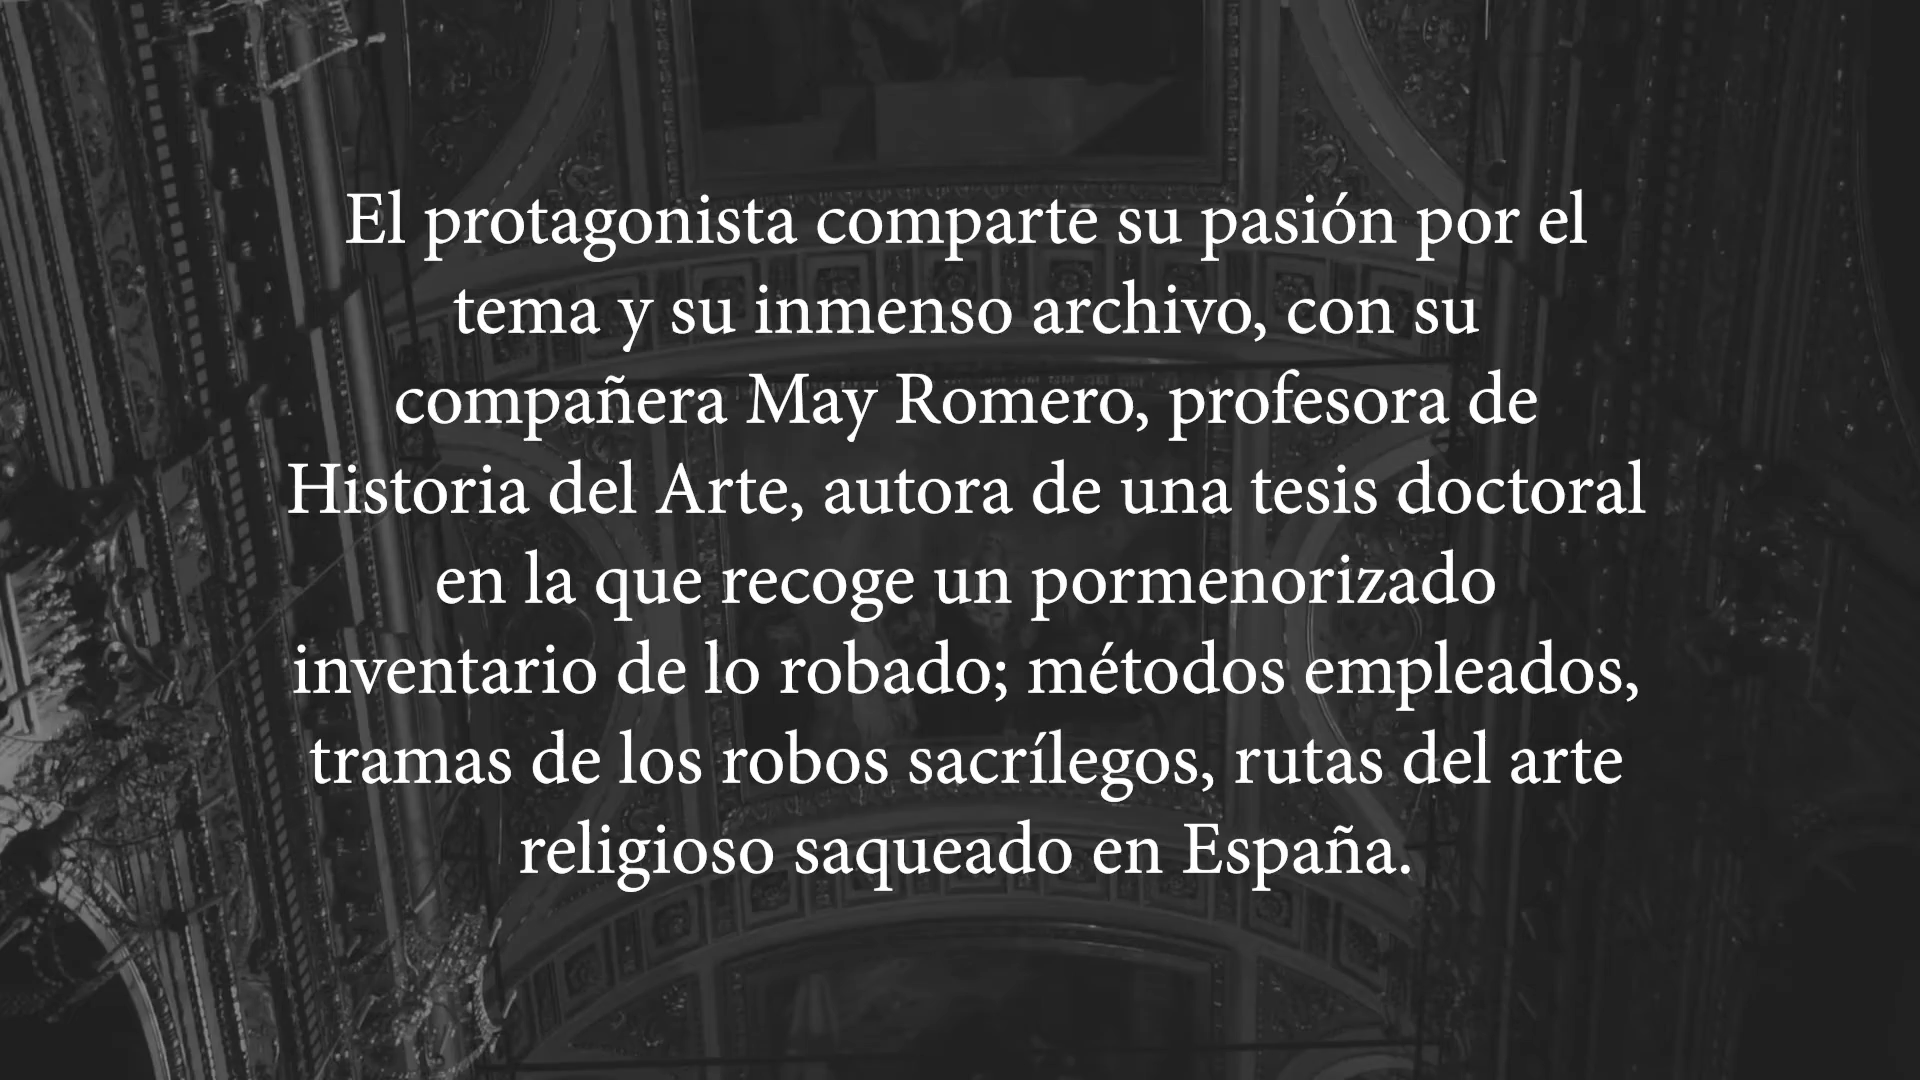 El protagonista comparte su pasión por el
tema y su inmenso archivo, con su
compañera May Romero, profesora de
Historia del Arte, autora de una tesis doctoral
en la que recoge un pormenorizado
inventario de lo robado; métodos empleados,
tramas de los robos sacrílegos, rutas del arte
religioso saqueado en España.